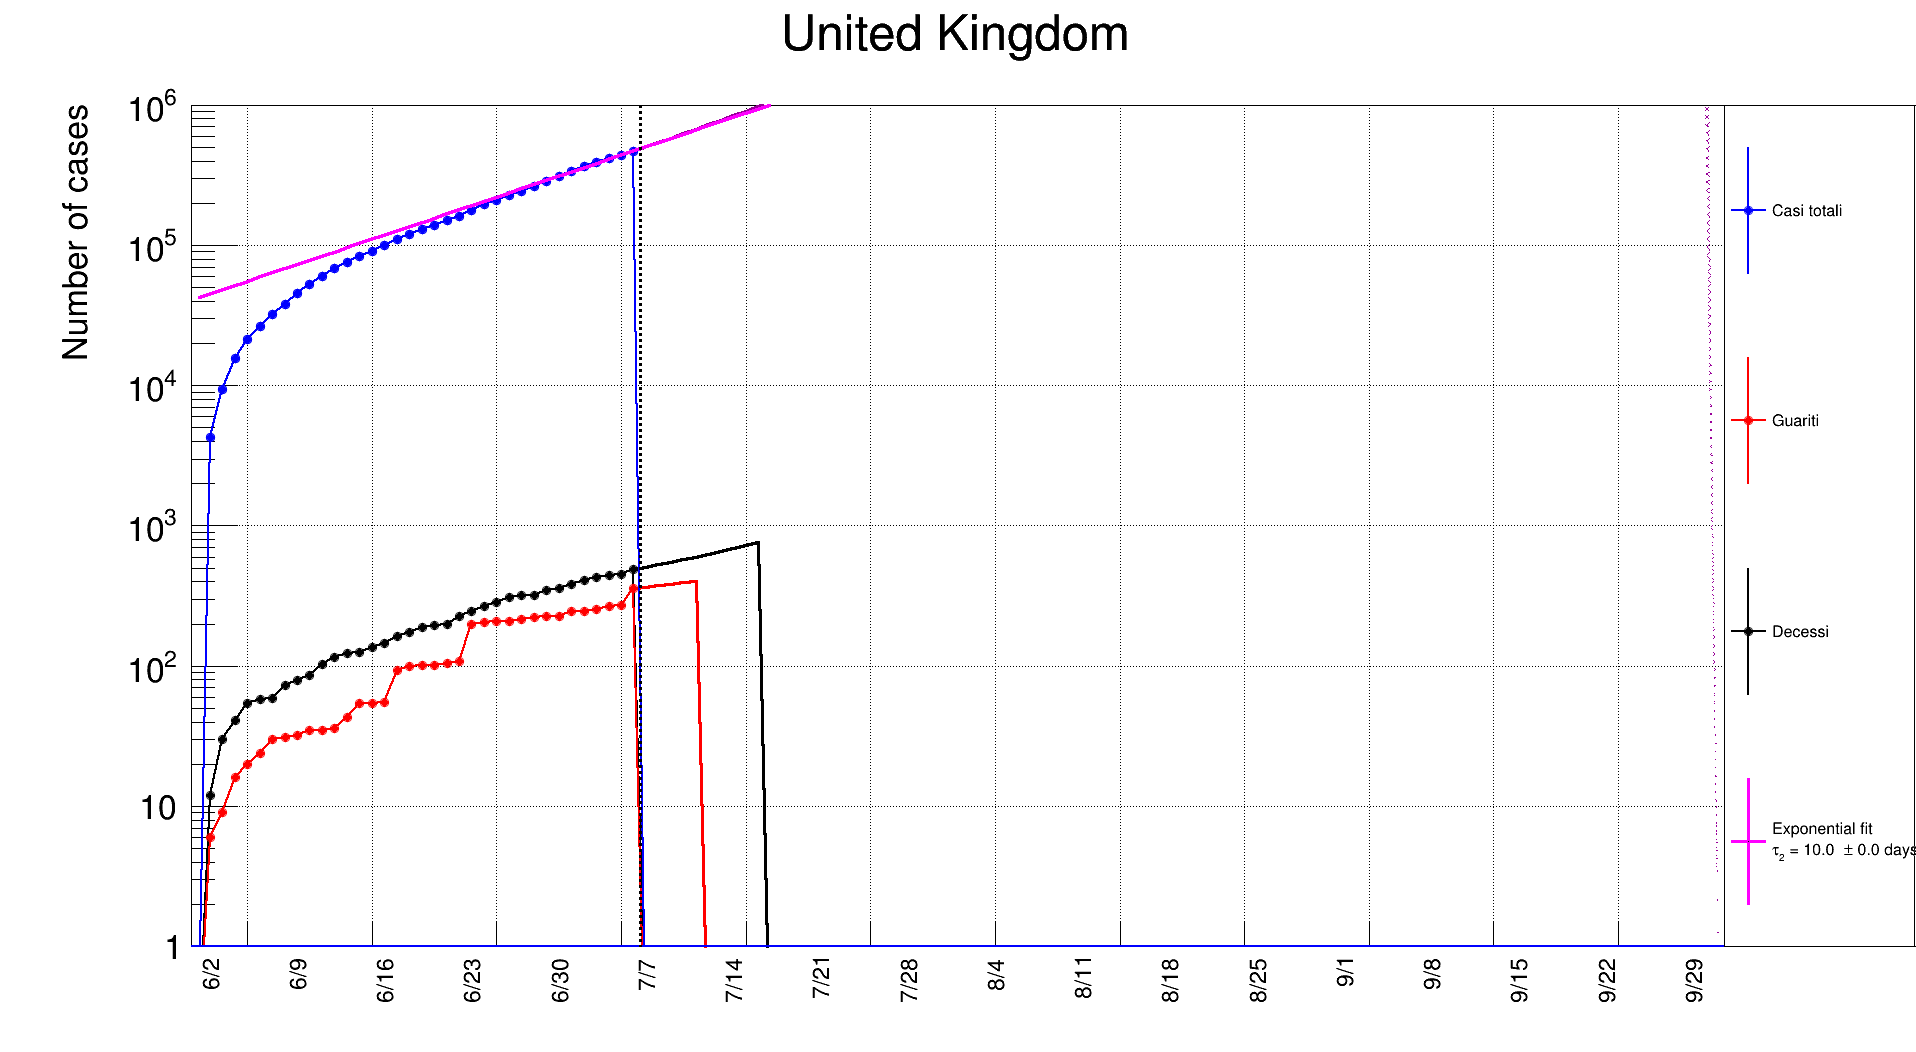 United Kingdom
Number of cases
10^6
10^5
10^4
10^3
10^2
10
1
6/2 6/9 6/16 6/23 6/30 7/7 7/14 7/21 7/28 8/4 8/11 8/18 8/25 9/1 9/8 9/15 9/22 9/29
Casi totali
Guariti
Decessi
Exponential fit
τ_2 = 10.0 ± 0.0 days